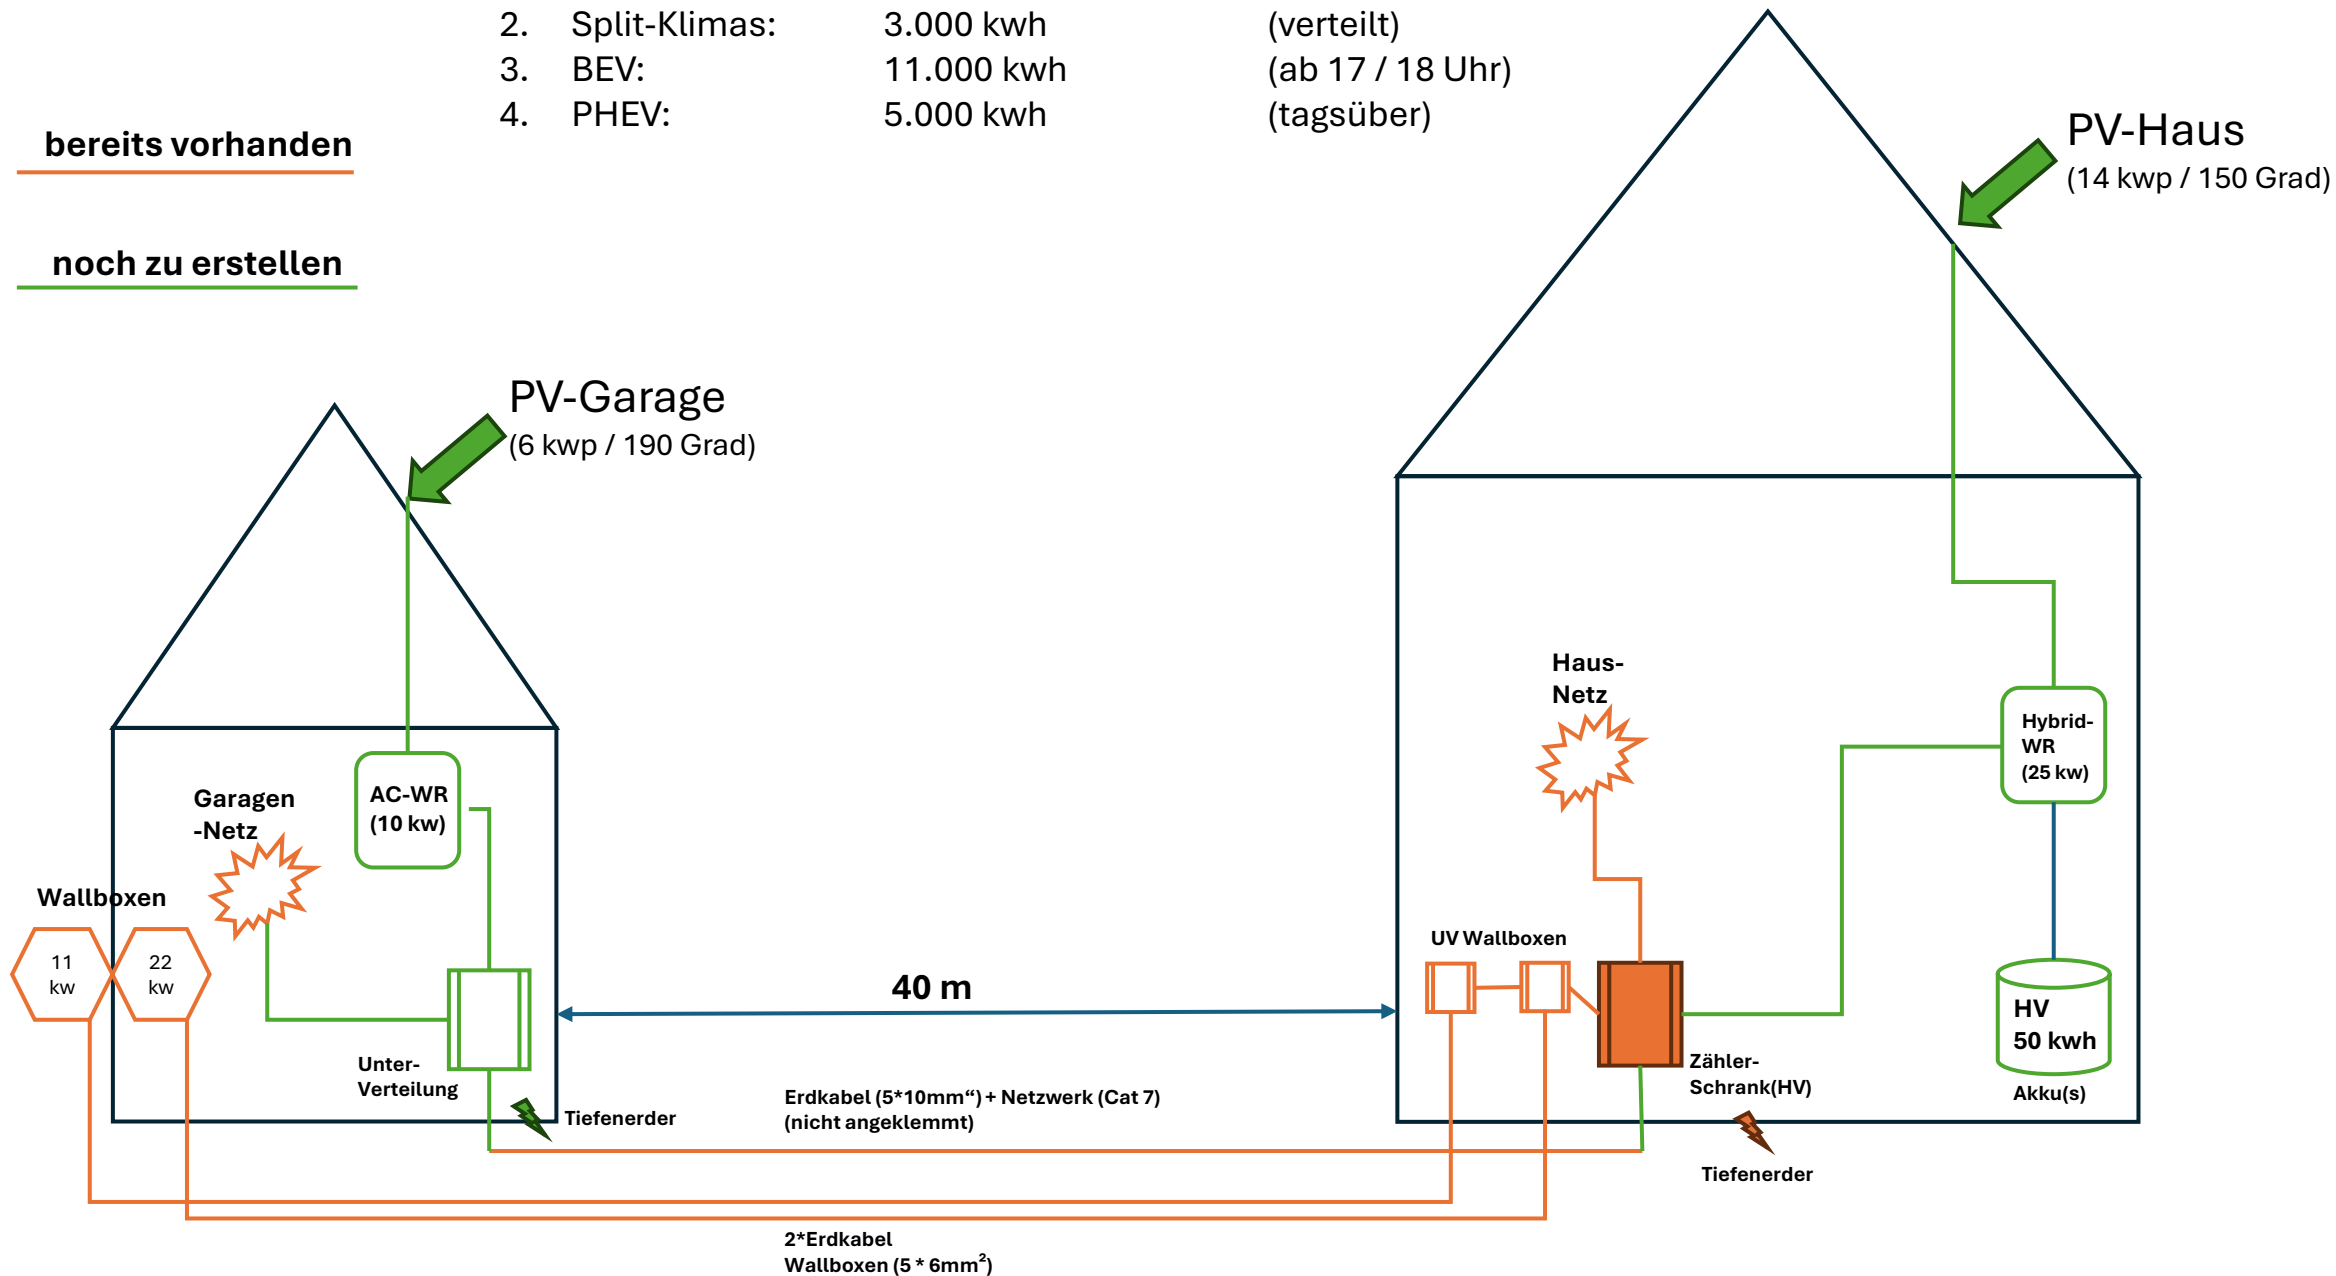 2. Split-Klimas: 3.000 kwh (verteilt)
3. BEV: 11.000 kwh (ab 17 / 18 Uhr)
4. PHEV: 5.000 kwh (tagsüber)
bereits vorhanden
noch zu erstellen
PV-Haus
(14 kwp / 150 Grad)
PV-Garage
(6 kwp / 190 Grad)
Haus-
Netz
Hybrid-
WR
(25 kw)
Garagen
-Netz
AC-WR
(10 kw)
Wallboxen
11
kw
22
kw
UV Wallboxen
40 m
HV
50 kwh
Akku(s)
Unter-
Verteilung
Zähler-
Schrank(HV)
Erdkabel (5*10mm“) + Netzwerk (Cat 7)
(nicht angeklemmt)
Tiefenerder
Tiefenerder
2*Erdkabel
Wallboxen (5 * 6mm²)